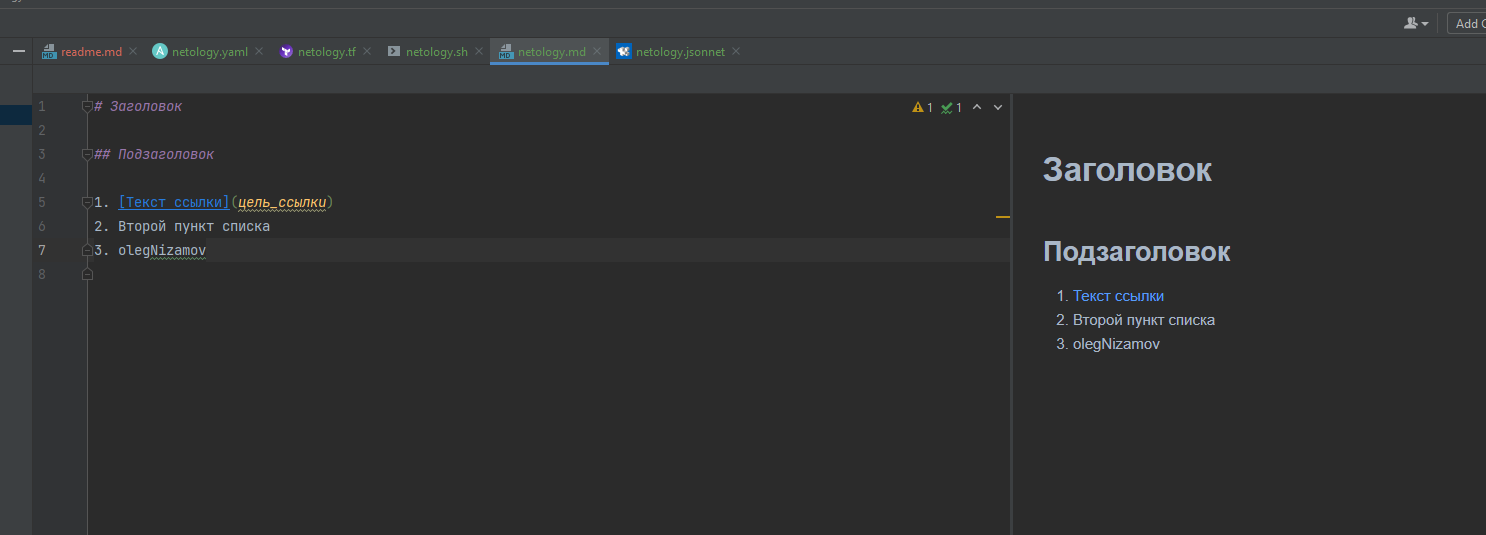 Add C
readme.md netology.yaml netology.tf netology.sh netology.md netology.jsonnet
1 # Заголовок
2
3 ## Подзаголовок
4
5 1. [Текст ссылки](цель_ссылки)
6 2. Второй пункт списка
7 3. olegNizamov
8
1 1
Заголовок
Подзаголовок
1. Текст ссылки
2. Второй пункт списка
3. olegNizamov